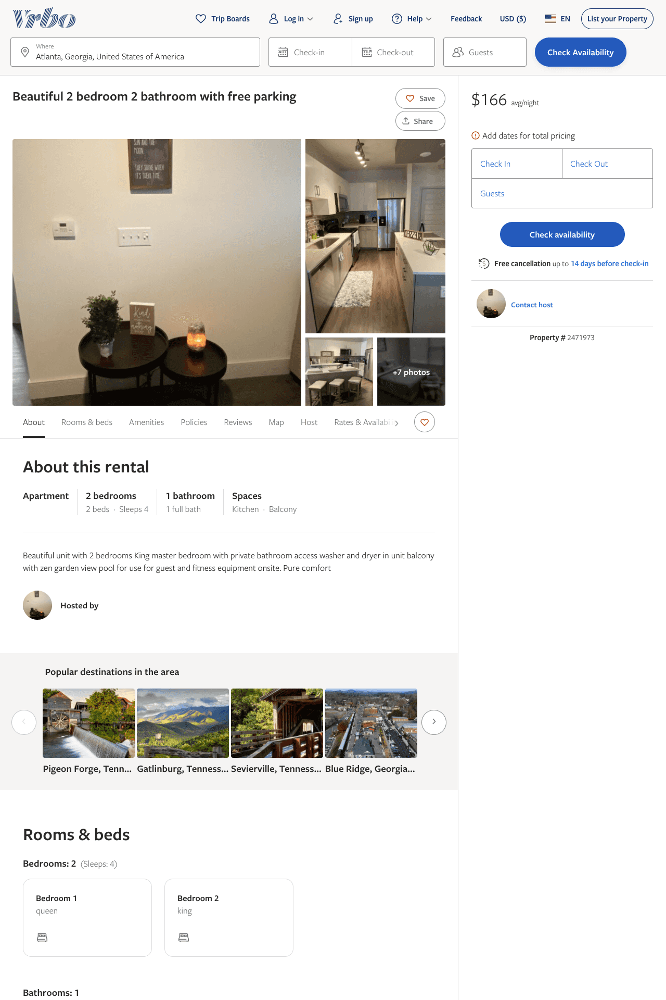 Vrbo
Trip Boards
Log in
Sign up
Help
Feedback
USD ($)
EN
List your Property
Where
Atlanta, Georgia, United States of America
Check-in
Check-out
Guests
Check Availability
Beautiful 2 bedroom 2 bathroom with free parking
Save
Share
SUN AND THE
MOON.
THEY SHINE WHEN
IT'S THEIR TIME.
Kind
nothing
BLESSED
+7 photos
$166 avg/night
Add dates for total pricing
Check In
Check Out
Guests
Check availability
Free cancellation up to 14 days before check-in
Contact host
Property # 2471973
About
Rooms & beds
Amenities
Policies
Reviews
Map
Host
Rates & Availabili
About this rental
Apartment
2 bedrooms
2 beds · Sleeps 4
1 bathroom
1 full bath
Spaces
Kitchen · Balcony
Beautiful unit with 2 bedrooms King master bedroom with private bathroom access washer and dryer in unit balcony
with zen garden view pool for use for guest and fitness equipment onsite. Pure comfort
Hosted by
Popular destinations in the area
Pigeon Forge, Tenn...
Gatlinburg, Tenness...
Sevierville, Tenness...
Blue Ridge, Georgia...
Rooms & beds
Bedrooms: 2 (Sleeps: 4)
Bedroom 1
queen
Bedroom 2
king
Bathrooms: 1